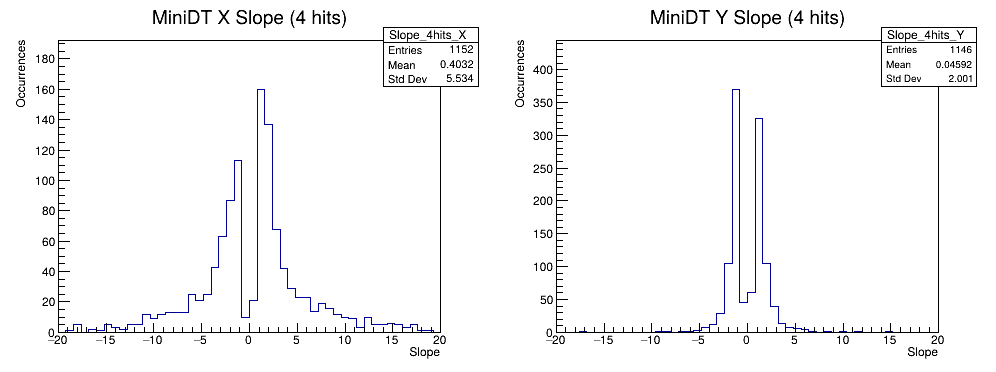 MiniDT X Slope (4 hits)
Slope_4hits_X
Entries 1152
Mean 0.4032
Std Dev 5.534
Occurrences
180
160
140
120
100
80
60
40
20
0
−20 −15 −10 −5 0 5 10 15 20
Slope
MiniDT Y Slope (4 hits)
Slope_4hits_Y
Entries 1146
Mean 0.04592
Std Dev 2.001
Occurrences
400
350
300
250
200
150
100
50
0
−20 −15 −10 −5 0 5 10 15 20
Slope